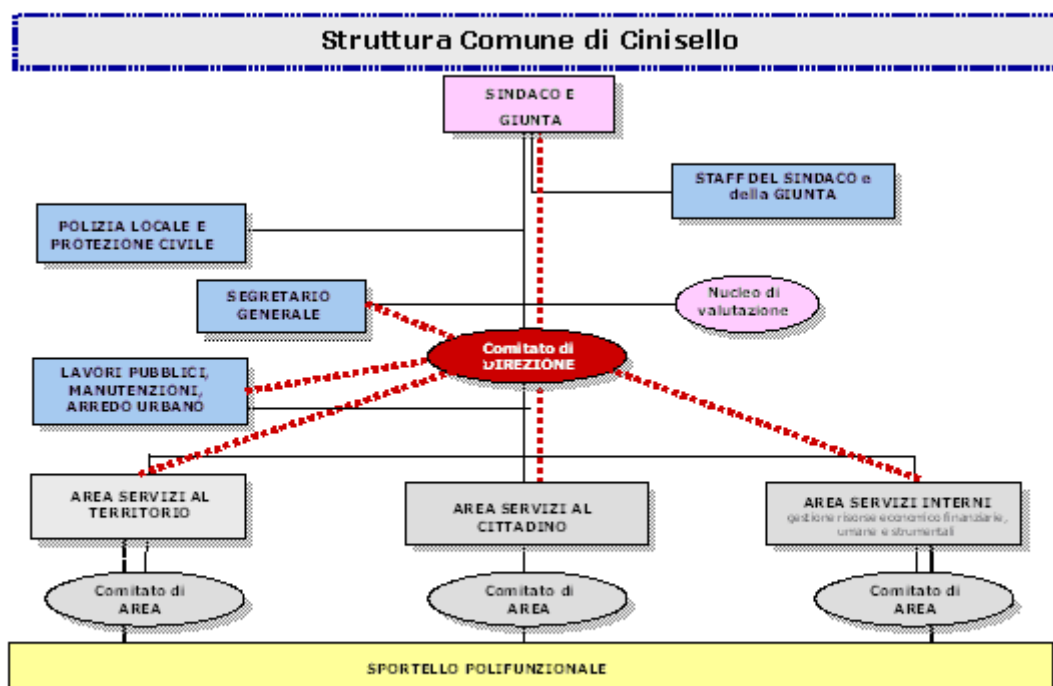 Struttura Comune di Cinisello
SINDACO E
GIUNTA
STAFF DEL SINDACO e
della GIUNTA
POLIZIA LOCALE E
PROTEZIONE CIVILE
SEGRETARIO
GENERALE
Nucleo di
valutazione
Comitato di
DIREZIONE
LAVORI PUBBLICI,
MANUTENZIONI,
ARREDO URBANO
AREA SERVIZI AL
TERRITORIO
AREA SERVIZI AL
CITTADINO
AREA SERVIZI INTERNI
gestione risorse economico finanziarie,
umane e strumentali
Comitato di
AREA
Comitato di
AREA
Comitato di
AREA
SPORTELLO POLIFUNZIONALE